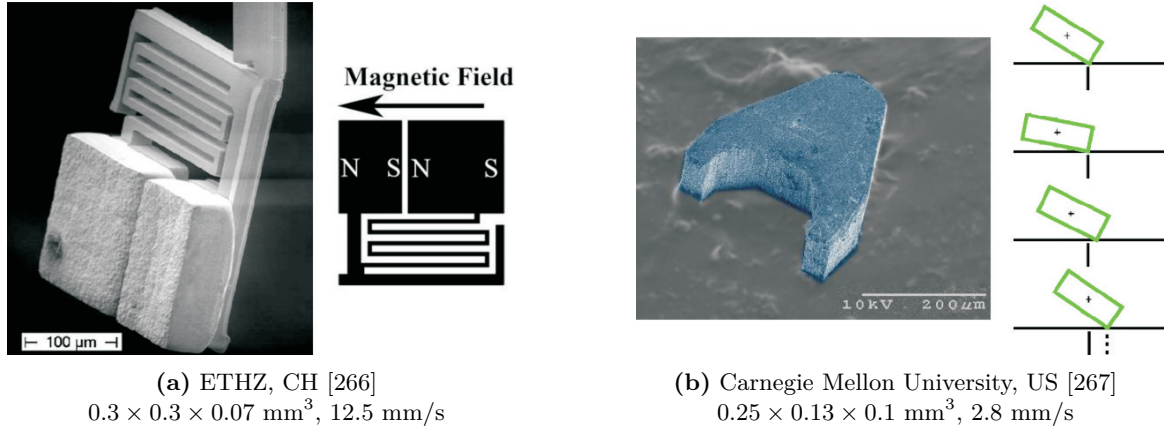 Magnetic Field
N S N S
100 µm
10kV 200µm
(a) ETHZ, CH [266]
0.3 × 0.3 × 0.07 mm³, 12.5 mm/s
(b) Carnegie Mellon University, US [267]
0.25 × 0.13 × 0.1 mm³, 2.8 mm/s